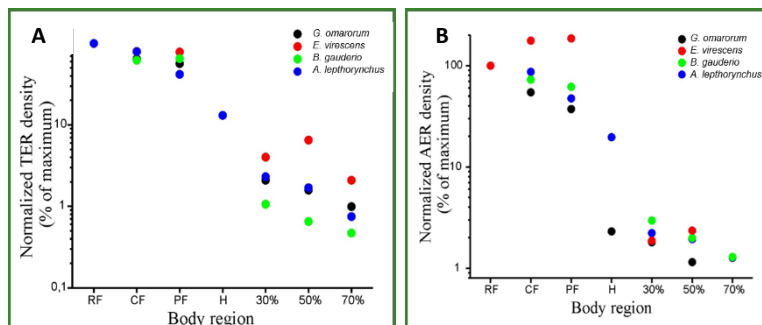 A
G. omarorum
E. virescens
B. gauderio
A. lepthorynchus
Normalized TER density
(% of maximum)
10
1
0,1
RF CF PF H 30% 50% 70%
Body region
B
G. omarorum
E. virescens
B. gauderio
A. lepthorynchus
Normalized AER density
(% of maximum)
100
10
1
RF CF PF H 30% 50% 70%
Body region